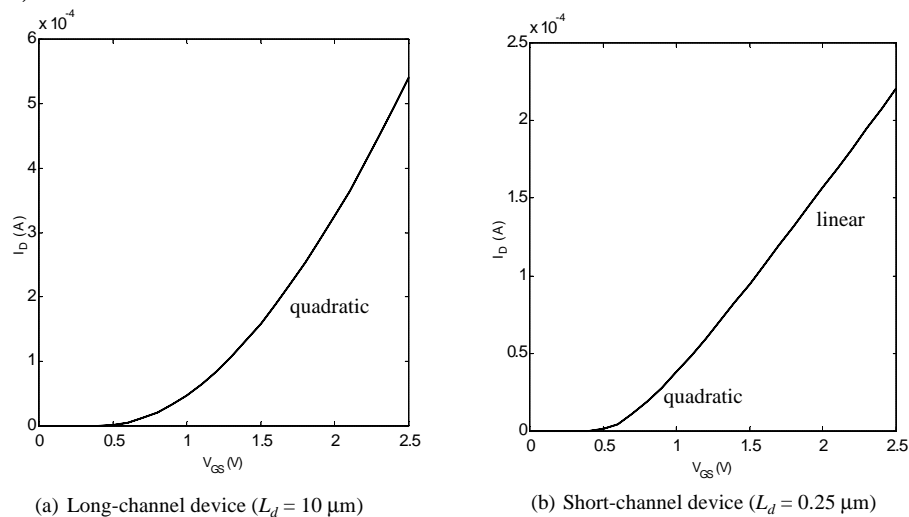 x 10-4
6
5
4
3
2
1
0
0 0.5 1 1.5 2 2.5
I_D (A)
V_GS (V)
quadratic
(a) Long-channel device (L_d = 10 μm)
x 10-4
2.5
2
1.5
1
0.5
0
0 0.5 1 1.5 2 2.5
I_D (A)
V_GS (V)
linear
quadratic
(b) Short-channel device (L_d = 0.25 μm)